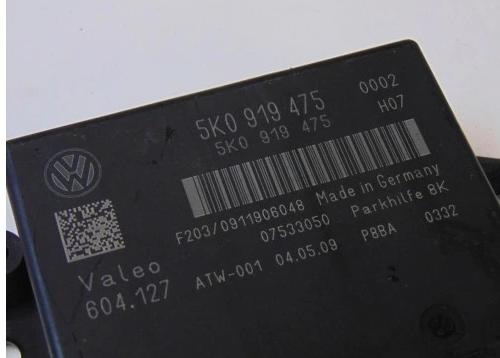 5K0 919 475 0002
5K0 919 475 H07
F203/0911906048 Made in Germany
07533050 Parkhilfe 8K
Valeo ATW-001 04.05.09 P8BA 0332
604.127